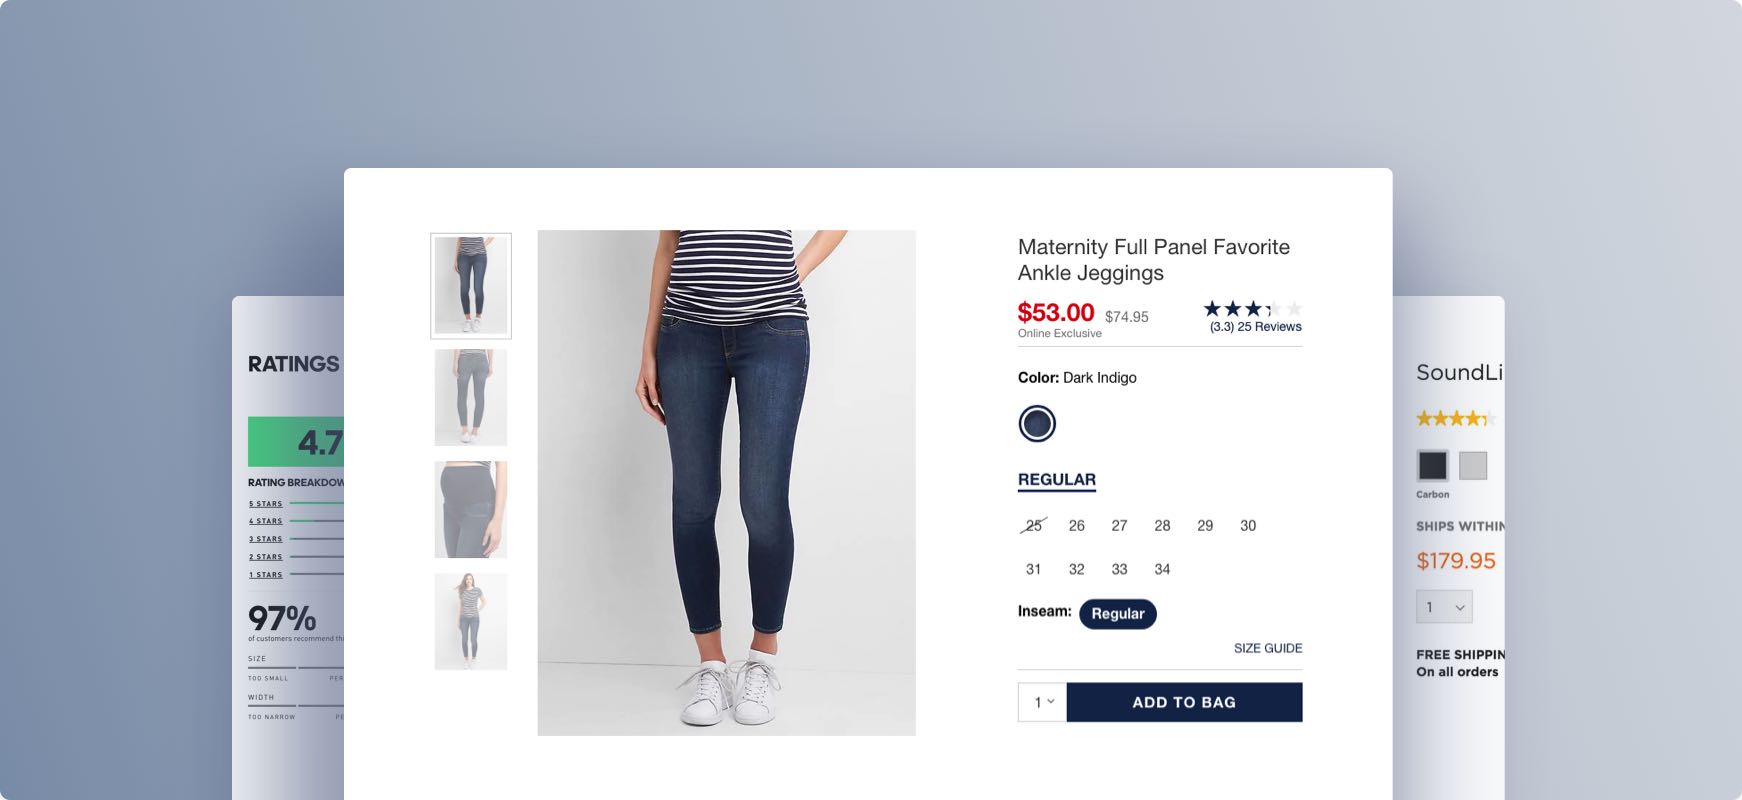 RATINGS
4.7
RATING BREAKDOW
5 STARS
4 STARS
3 STARS
2 STARS
1 STARS
97%
of customers recommend thi
SIZE
TOO SMALL PER
WIDTH
TOO NARROW PE
Maternity Full Panel Favorite
Ankle Jeggings
$53.00 $74.95
Online Exclusive
(3.3) 25 Reviews
Color: Dark Indigo
REGULAR
25 26 27 28 29 30
31 32 33 34
Inseam: Regular
SIZE GUIDE
1 ADD TO BAG
SoundLi
Carbon
SHIPS WITHIN
$179.95
1
FREE SHIPPIN
On all orders